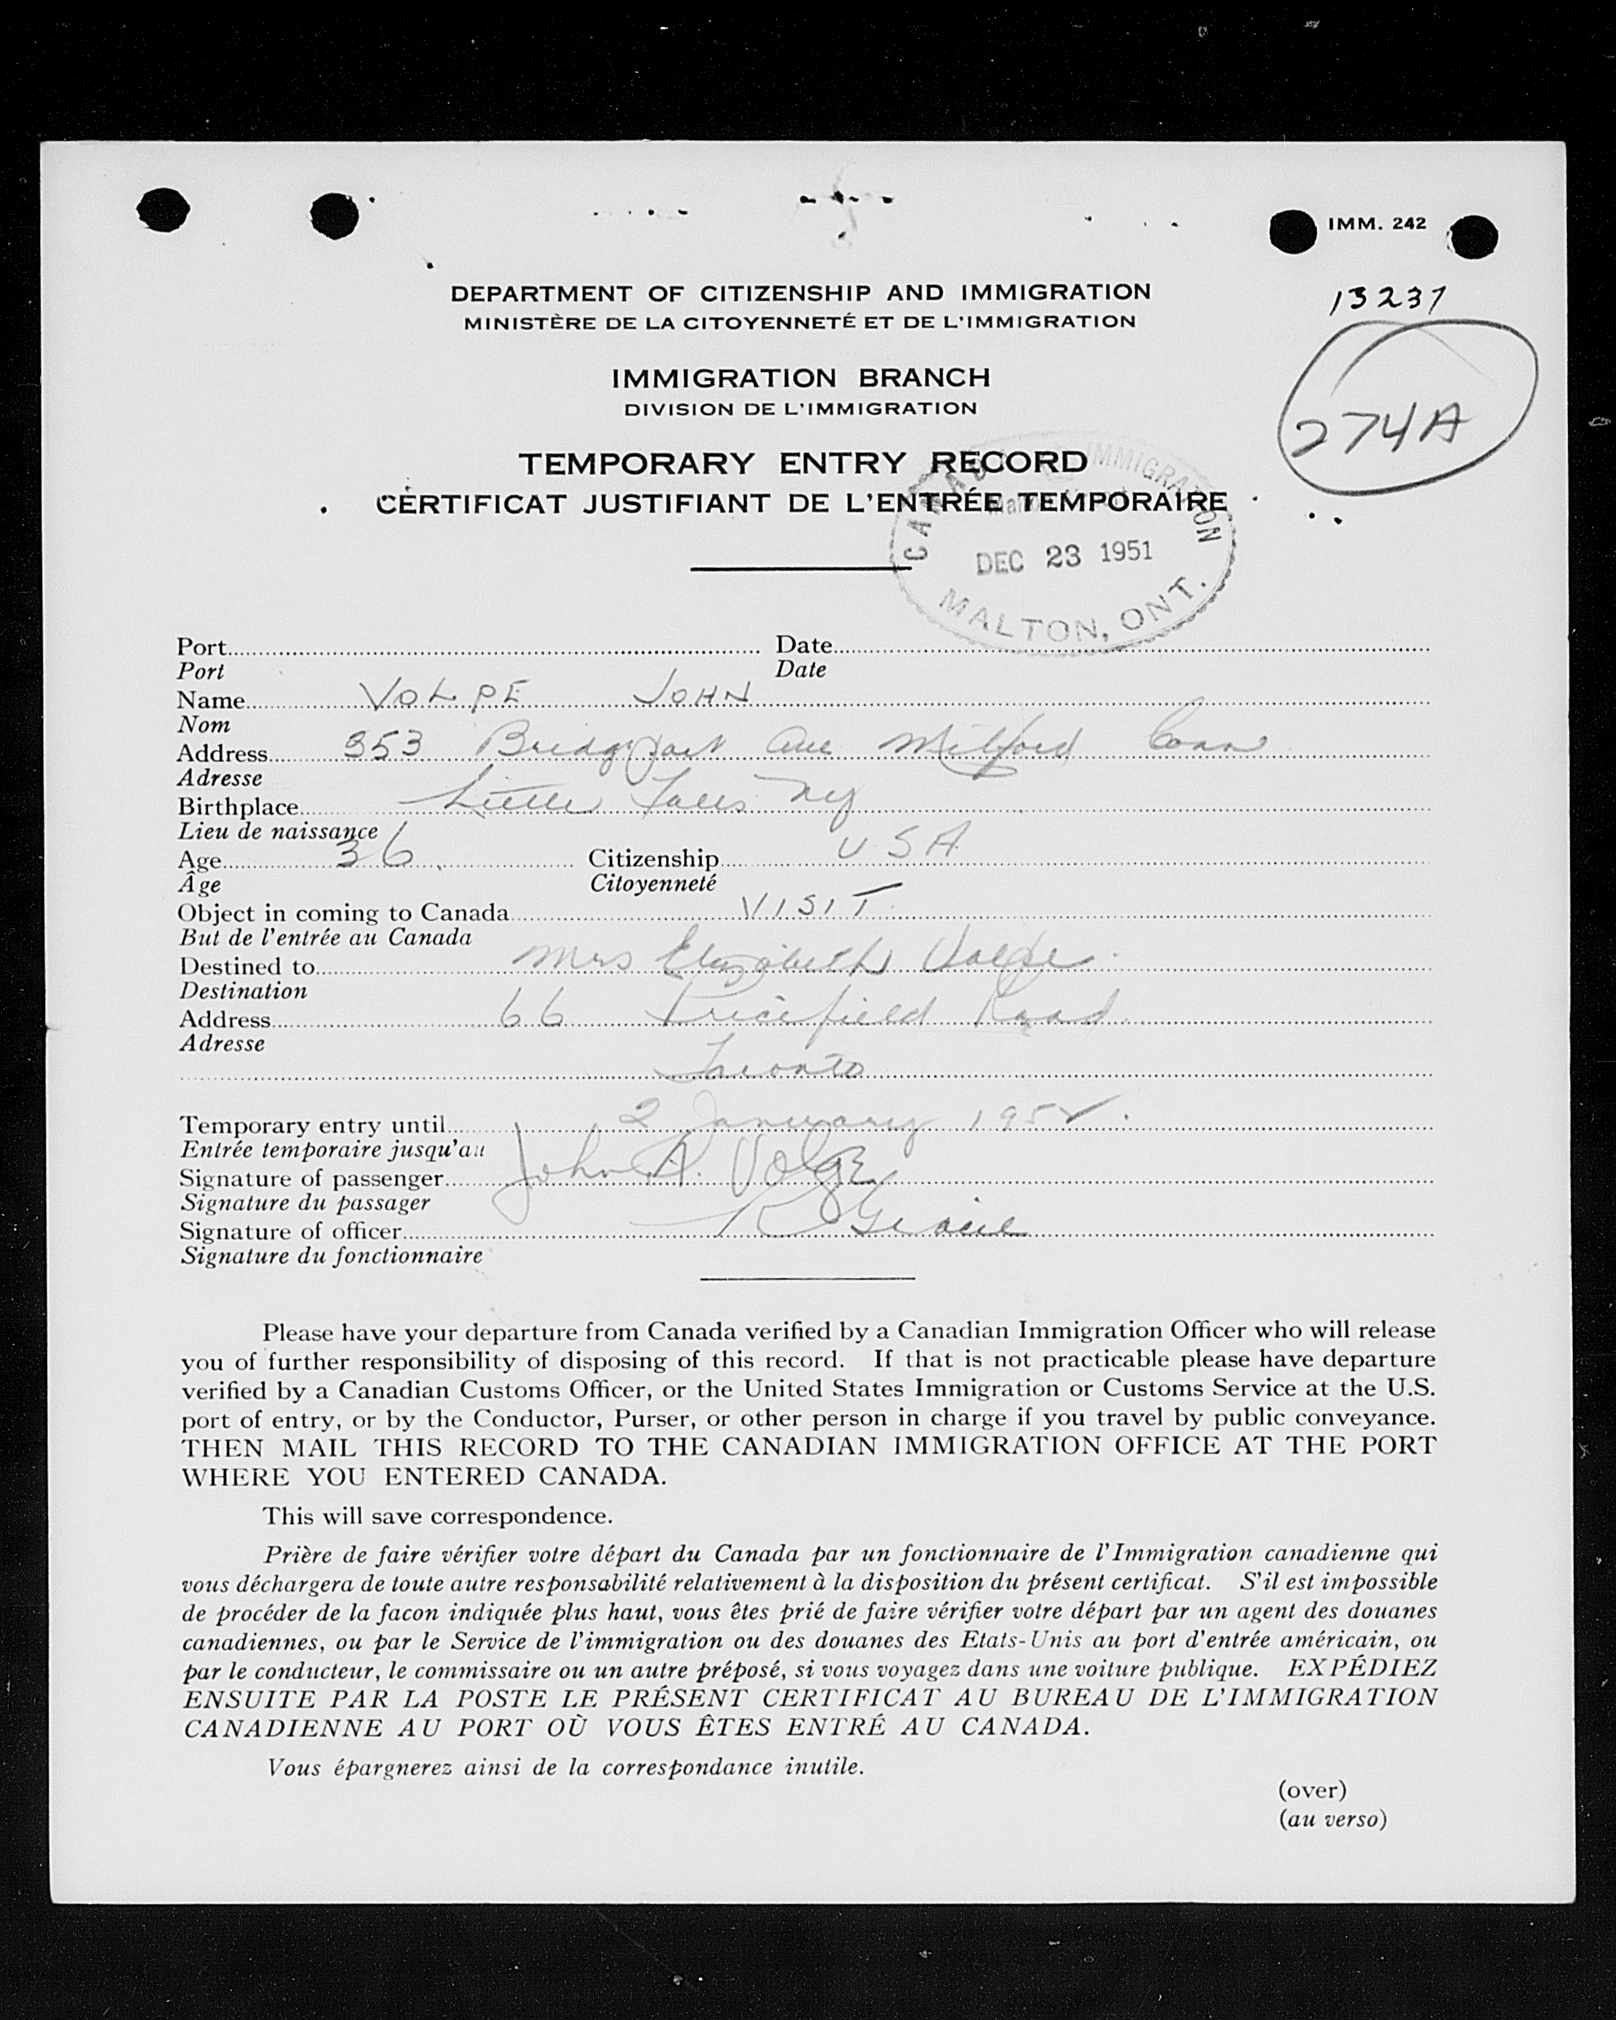 IMM. 242
13237
274A
DEPARTMENT OF CITIZENSHIP AND IMMIGRATION
MINISTÈRE DE LA CITOYENNETÉ ET DE L'IMMIGRATION
IMMIGRATION BRANCH
DIVISION DE L'IMMIGRATION
TEMPORARY ENTRY RECORD
CERTIFICAT JUSTIFIANT DE L'ENTRÉE TEMPORAIRE
CANADA IMMIGRATION
DEC 23 1951
MALTON, ONT.
Port Date
Port Date
Name VOLPE JOHN
Nom
Address 353 Bridgeport Ave Milford Conn
Adresse
Birthplace Little Falls NY
Lieu de naissance
Age 36 Citizenship USA
Âge Citoyenneté
Object in coming to Canada VISIT
But de l'entrée au Canada
Destined to Mrs Elizabeth Volpe
Destination
Address 66 Pricefield Road
Adresse
Toronto
Temporary entry until 2 January 1952
Entrée temporaire jusqu'au
Signature of passenger John A. Volpe
Signature du passager
Signature of officer R Gracie
Signature du fonctionnaire
Please have your departure from Canada verified by a Canadian Immigration Officer who will release
you of further responsibility of disposing of this record. If that is not practicable please have departure
verified by a Canadian Customs Officer, or the United States Immigration or Customs Service at the U.S.
port of entry, or by the Conductor, Purser, or other person in charge if you travel by public conveyance.
THEN MAIL THIS RECORD TO THE CANADIAN IMMIGRATION OFFICE AT THE PORT
WHERE YOU ENTERED CANADA.
This will save correspondence.
Prière de faire vérifier votre départ du Canada par un fonctionnaire de l'Immigration canadienne qui
vous déchargera de toute autre responsabilité relativement à la disposition du présent certificat. S'il est impossible
de procéder de la facon indiquée plus haut, vous êtes prié de faire vérifier votre départ par un agent des douanes
canadiennes, ou par le Service de l'immigration ou des douanes des Etats-Unis au port d'entrée américain, ou
par le conducteur, le commissaire ou un autre préposé, si vous voyagez dans une voiture publique. EXPÉDIEZ
ENSUITE PAR LA POSTE LE PRÉSENT CERTIFICAT AU BUREAU DE L'IMMIGRATION
CANADIENNE AU PORT OÙ VOUS ÊTES ENTRÉ AU CANADA.
Vous épargnerez ainsi de la correspondance inutile.
(over)
(au verso)